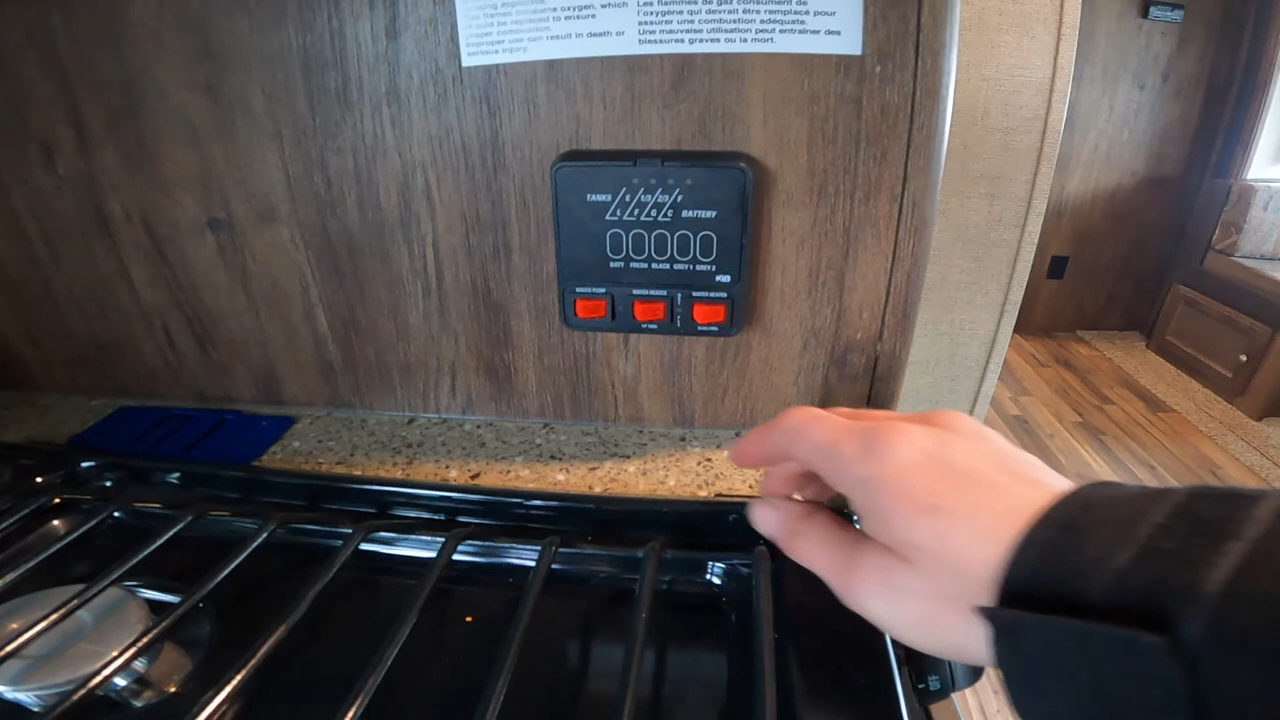 flames consume oxygen, which
should be replaced to ensure
proper combustion.
Improper use can result in death or
serious injury.
Les flammes de gaz consument de
l'oxygène qui devrait être remplacé pour
assurer une combustion adéquate.
Une mauvaise utilisation peut entraîner des
blessures graves ou la mort.
TANKS E 1/3 2/3 F
L F G C BATTERY
BATT FRESH BLACK GREY 1 GREY 2
WATER PUMP WATER HEATER WATER HEATER